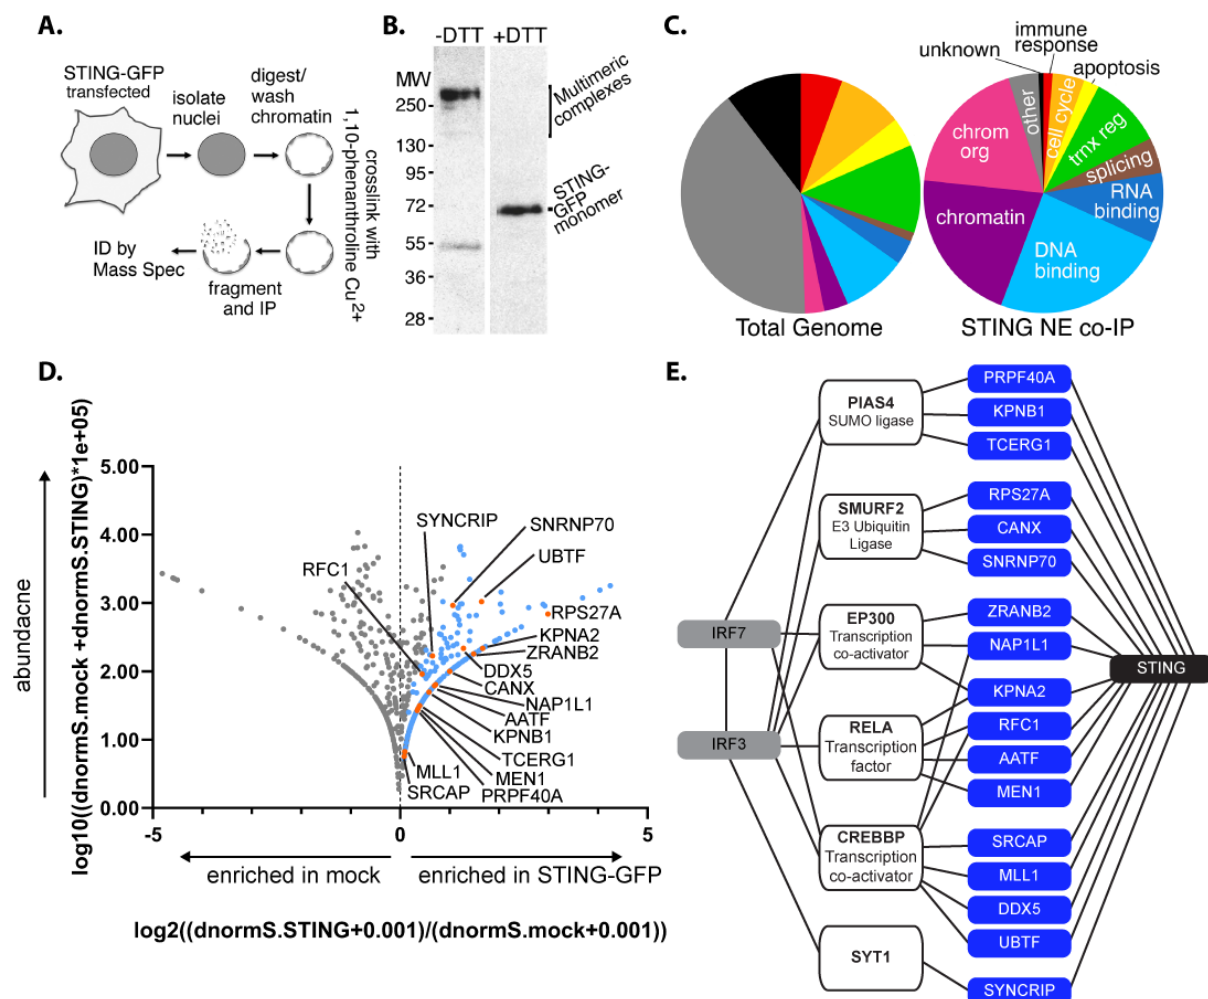 A.
STING-GFP
transfected
isolate
nuclei
digest/
wash
chromatin
crosslink with
1,10-phenanthroline Cu2+
fragment
and IP
ID by
Mass Spec
B.
-DTT +DTT
MW
250
130
95
72
55
36
28
Multimeric
complexes
STING-
GFP
monomer
C.
Total Genome
unknown
immune
response
apoptosis
cell cycle
trnx reg
splicing
RNA
binding
DNA
binding
chromatin
chrom
org
other
STING NE co-IP
D.
abundacne
log10((dnormS.mock +dnormS.STING)*1e+05)
5.00
4.00
3.00
2.00
1.00
0.00
-5
0
5
SYNCRIP
SNRNP70
UBTF
RFC1
RPS27A
KPNA2
ZRANB2
DDX5
CANX
NAP1L1
AATF
KPNB1
TCERG1
MLL1
MEN1
SRCAP
PRPF40A
enriched in mock
enriched in STING-GFP
log2((dnormS.STING+0.001)/(dnormS.mock+0.001))
E.
IRF7
IRF3
PIAS4
SUMO ligase
SMURF2
E3 Ubiquitin
Ligase
EP300
Transcription
co-activator
RELA
Transcription
factor
CREBBP
Transcription
co-activator
SYT1
PRPF40A
KPNB1
TCERG1
RPS27A
CANX
SNRNP70
ZRANB2
NAP1L1
KPNA2
RFC1
AATF
MEN1
SRCAP
MLL1
DDX5
UBTF
SYNCRIP
STING